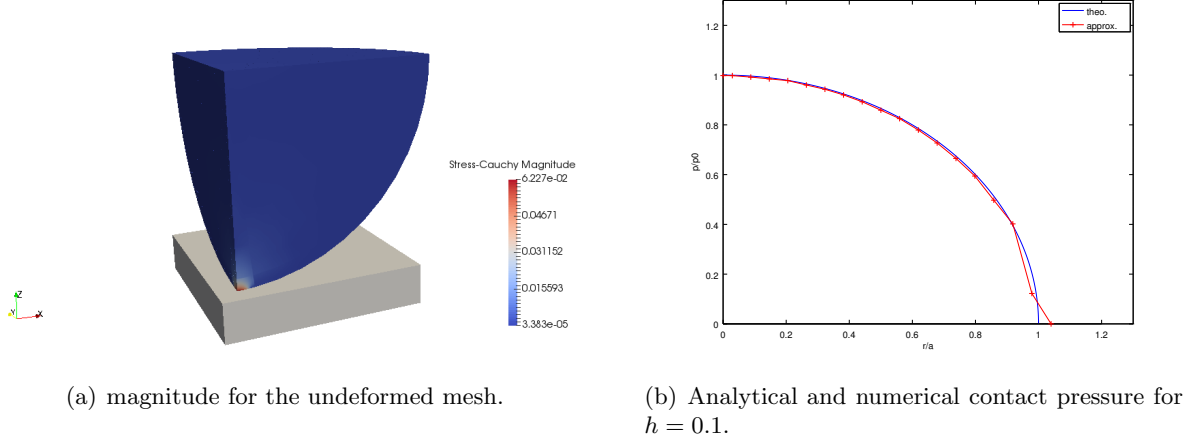 Stress-Cauchy Magnitude
6.227e-02
0.04671
0.031152
0.015593
3.383e-05
Z
Y
X
theo.
approx.
1.2
1
0.8
0.6
0.4
0.2
0
p/p0
0 0.2 0.4 0.6 0.8 1 1.2
r/a
(a) magnitude for the undeformed mesh.
(b) Analytical and numerical contact pressure for
h = 0.1.